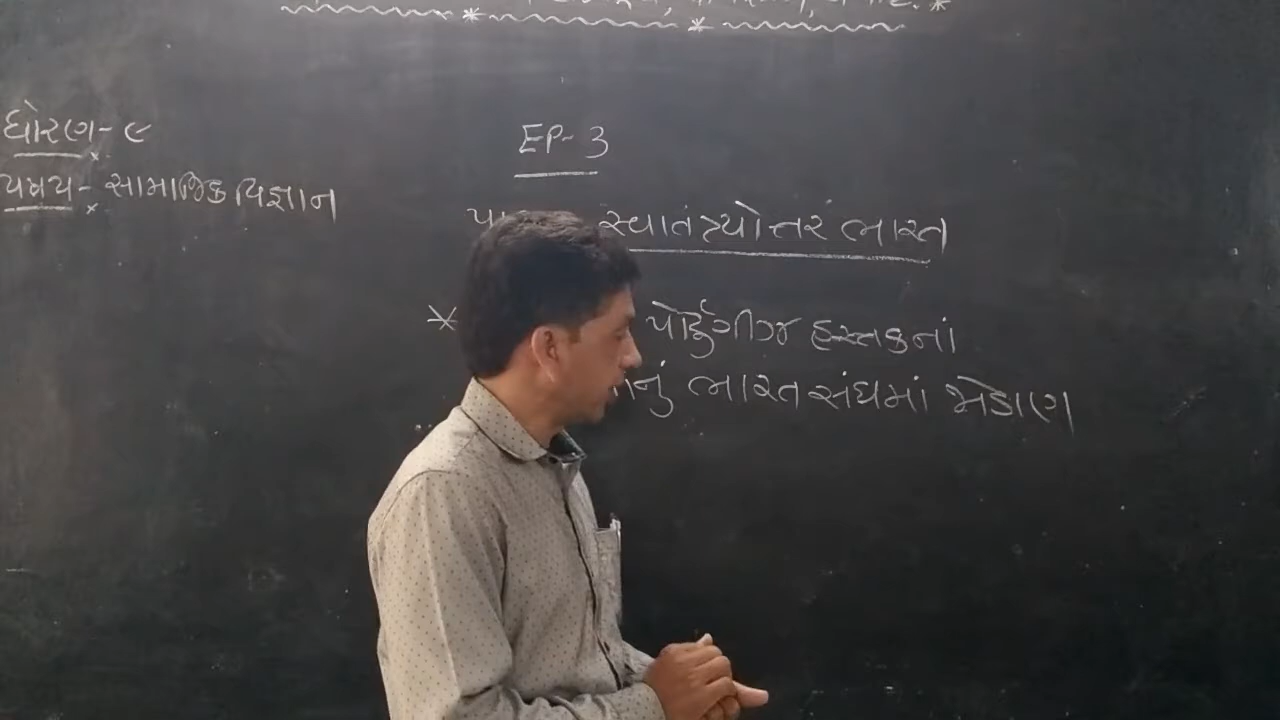 ધોરણ- ૯
વિષય- સામાજિક વિજ્ઞાન
EP-3
સ્વાતંત્ર્યોત્તર ભારત
* પોર્ટુગીઝ હસ્તકનાં
ભારત સંઘમાં જોડાણ